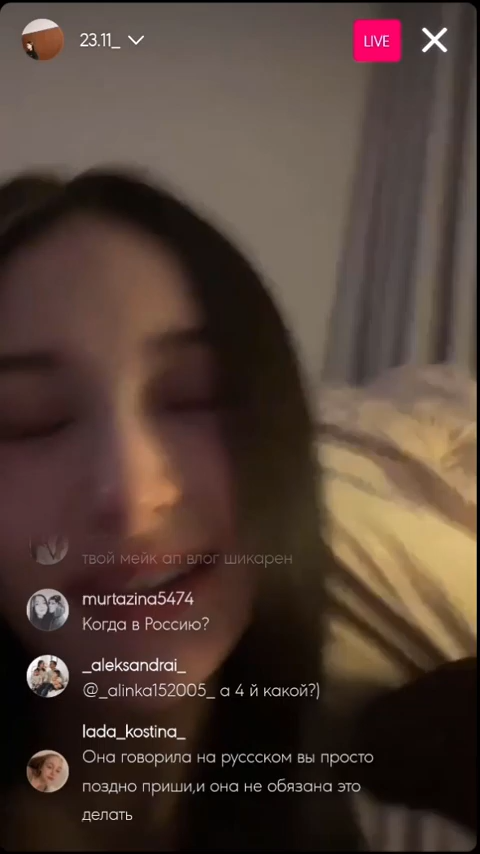 23.11_
LIVE
твой мейк ап влог шикарен
murtazina5474
Когда в Россию?
_aleksandrai_
@_alinka152005_ а 4 й какой?)
lada_kostina_
Она говорила на руссском вы просто
поздно приши,и она не обязана это
делать